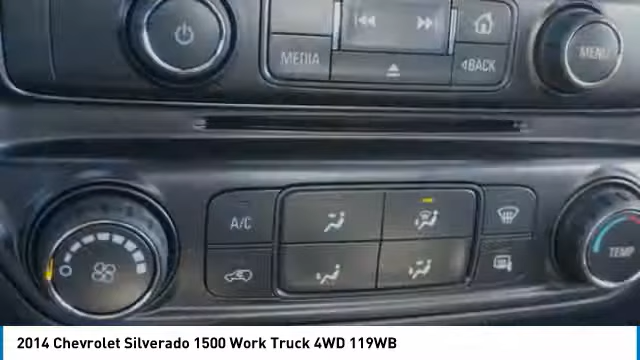 MEDIA
BACK
MENU
A/C
TEMP
2014 Chevrolet Silverado 1500 Work Truck 4WD 119WB